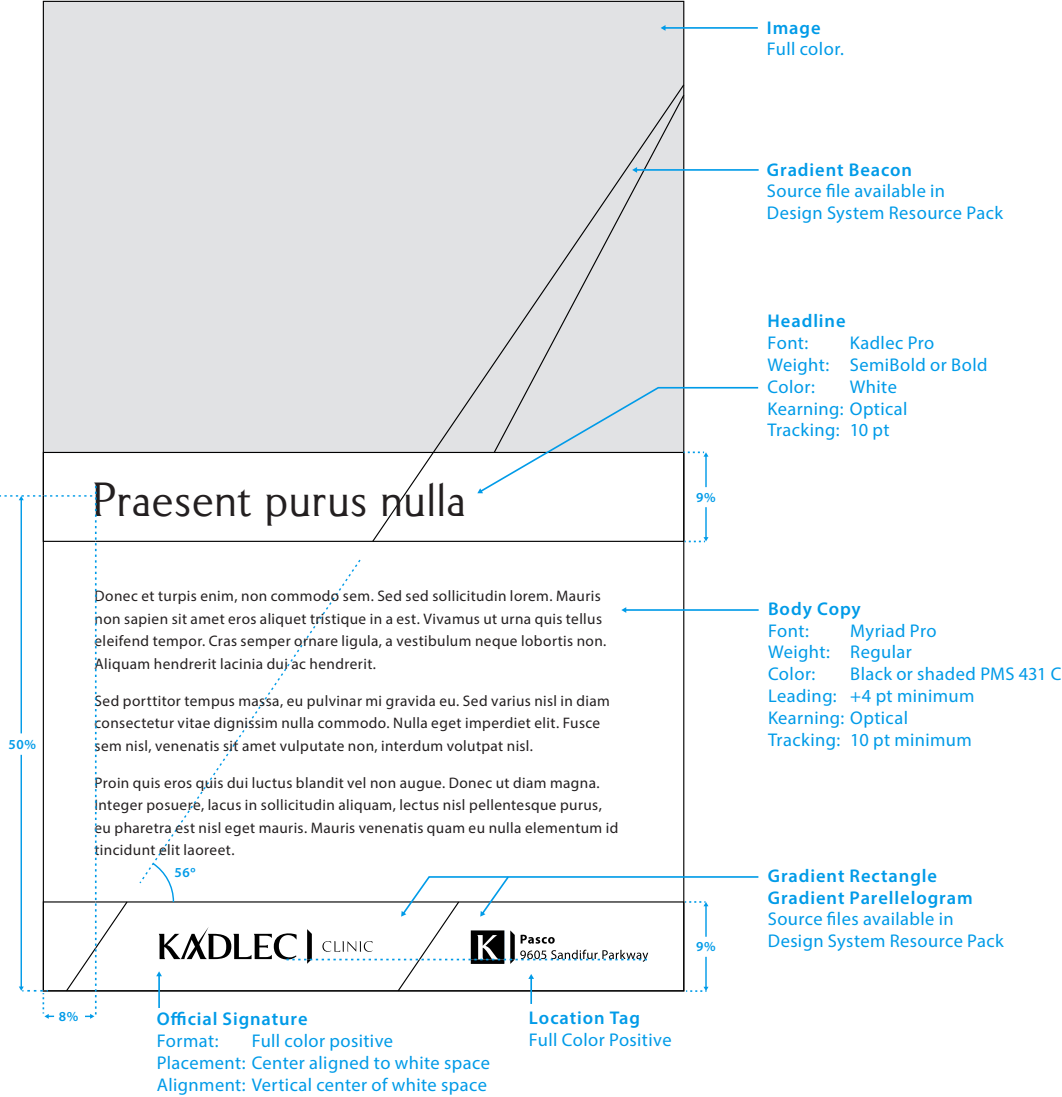 Image
Full color.
Gradient Beacon
Source file available in
Design System Resource Pack
Headline
Font: Kadlec Pro
Weight: SemiBold or Bold
Color: White
Kearning: Optical
Tracking: 10 pt
9%
Praesent purus nulla
Donec et turpis enim, non commodo sem. Sed sed sollicitudin lorem. Mauris
non sapien sit amet eros aliquet tristique in a est. Vivamus ut urna quis tellus
eleifend tempor. Cras semper ornare ligula, a vestibulum neque lobortis non.
Aliquam hendrerit lacinia dui ac hendrerit.
Sed porttitor tempus massa, eu pulvinar mi gravida eu. Sed varius nisl in diam
consectetur vitae dignissim nulla commodo. Nulla eget imperdiet elit. Fusce
sem nisl, venenatis sit amet vulputate non, interdum volutpat nisl.
Proin quis eros quis dui luctus blandit vel non augue. Donec ut diam magna.
Integer posuere, lacus in sollicitudin aliquam, lectus nisl pellentesque purus,
eu pharetra est nisl eget mauris. Mauris venenatis quam eu nulla elementum id
tincidunt elit laoreet.
Body Copy
Font: Myriad Pro
Weight: Regular
Color: Black or shaded PMS 431 C
Leading: +4 pt minimum
Kearning: Optical
Tracking: 10 pt minimum
50%
56º
Gradient Rectangle
Gradient Parellelogram
Source files available in
Design System Resource Pack
KADLEC CLINIC
K
Pasco
9605 Sandifur Parkway
9%
8%
Official Signature
Format: Full color positive
Placement: Center aligned to white space
Alignment: Vertical center of white space
Location Tag
Full Color Positive